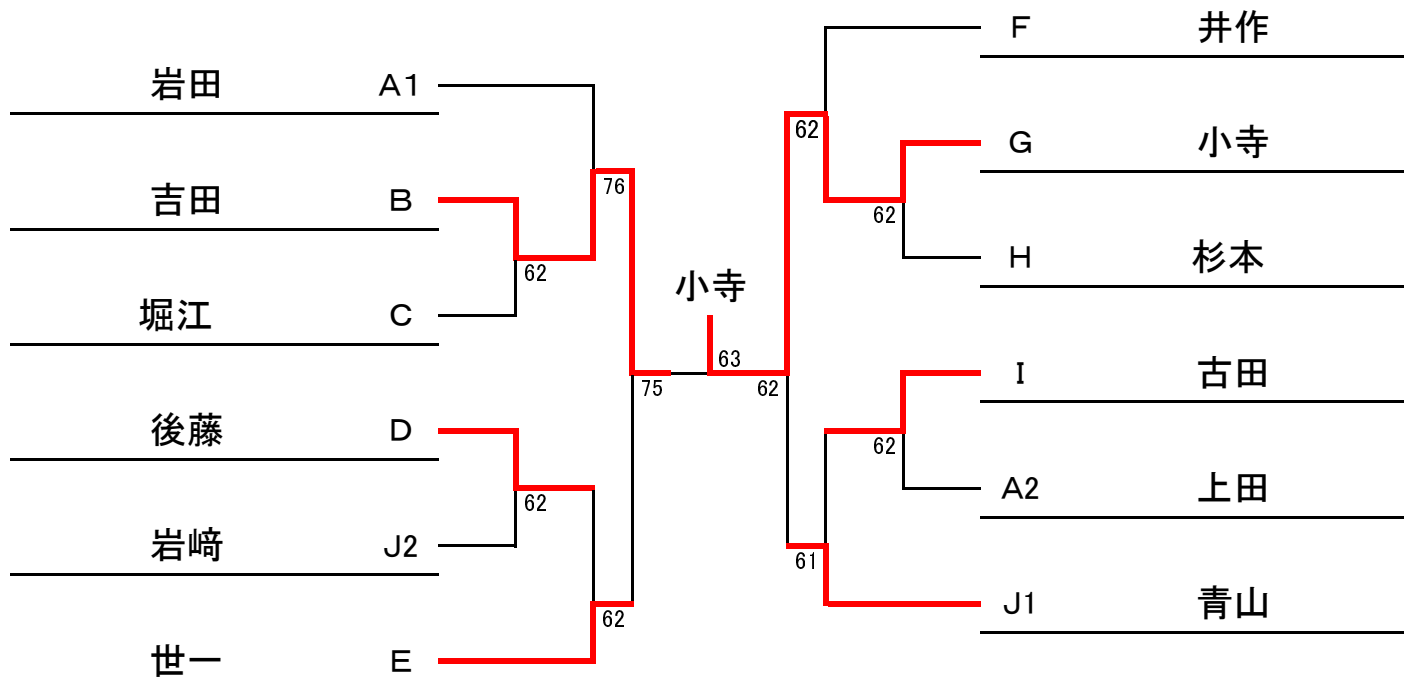 岩田 A1
吉田 B
堀江 C
後藤 D
岩﨑 J2
世一 E
76
62
62
62
75
小寺
63
62
62
62
62
61
F 井作
G 小寺
H 杉本
I 古田
A2 上田
J1 青山